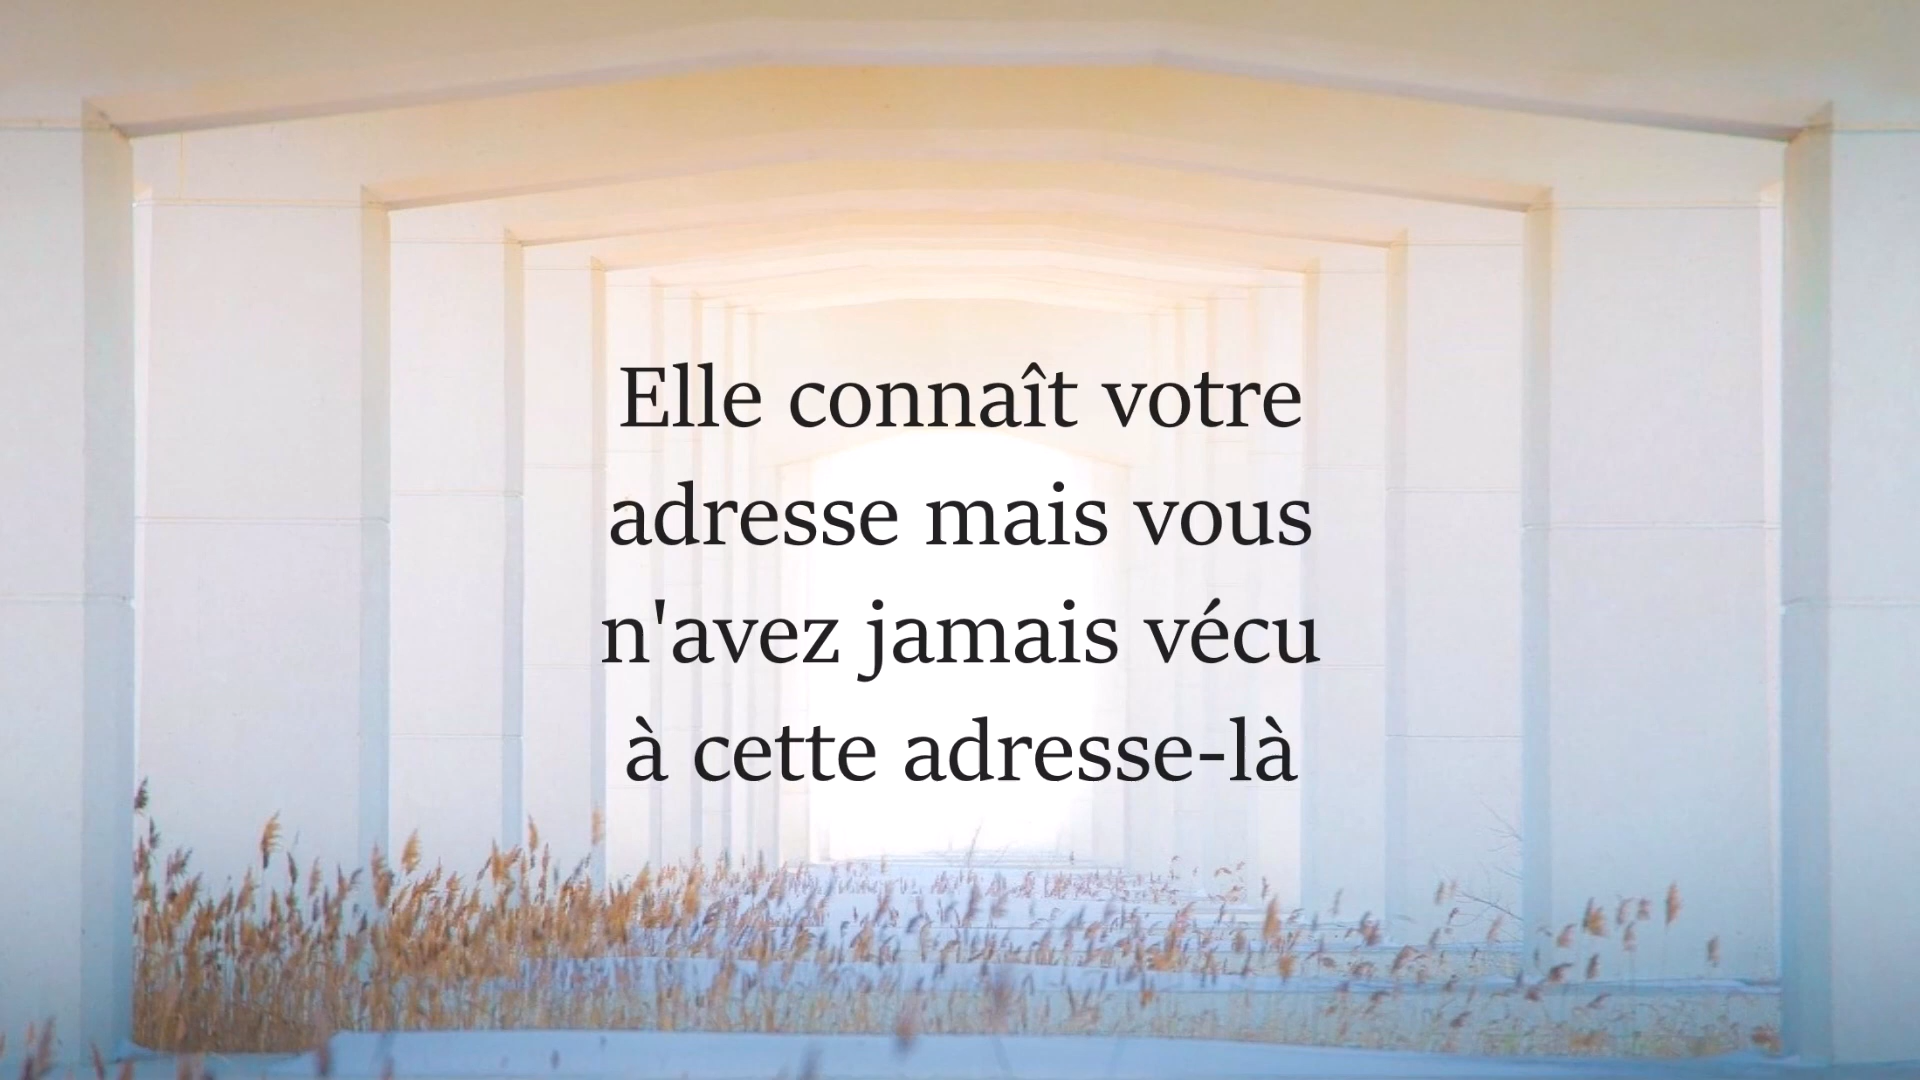 Elle connaît votre
adresse mais vous
n'avez jamais vécu
à cette adresse-là